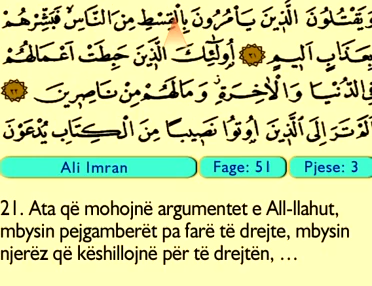 وَيَقْتُلُونَ الَّذِينَ يَأْمُرُونَ بِالْقِسْطِ مِنَ النَّاسِ فَبَشِّرْهُمْ
بِعَذَابٍ أَلِيمٍ ٢١ أُولَٰئِكَ الَّذِينَ حَبِطَتْ أَعْمَالُهُمْ
فِي الدُّنْيَا وَالْآخِرَةِ وَمَا لَهُمْ مِنْ نَاصِرِينَ ٢٢
أَلَمْ تَرَ إِلَى الَّذِينَ أُوتُوا نَصِيبًا مِنَ الْكِتَابِ يُدْعَوْنَ
Ali Imran Fage: 51 Pjese: 3
21. Ata që mohojnë argumentet e All-llahut,
mbysin pejgamberët pa farë të drejte, mbysin
njerëz që këshillojnë për të drejtën, ...